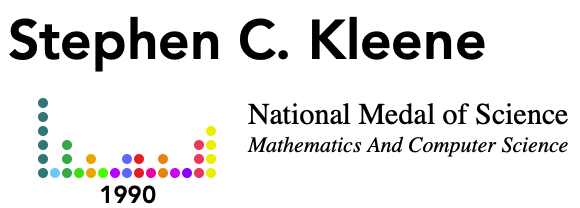 Stephen C. Kleene
National Medal of Science
Mathematics And Computer Science
1990